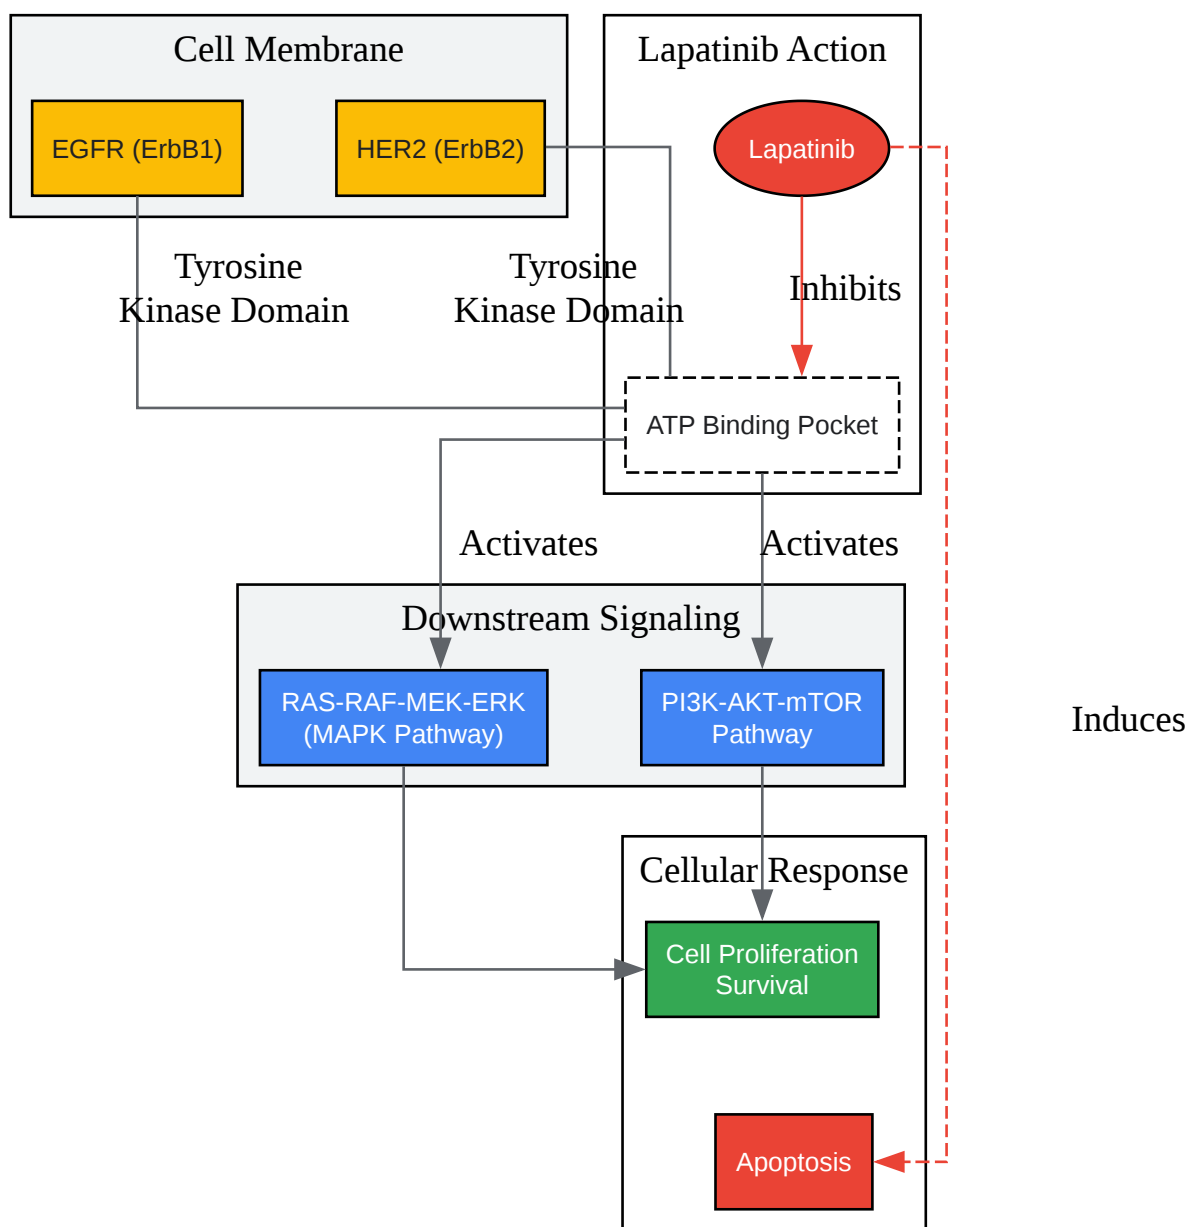 Cell Membrane
Lapatinib Action
EGFR (ErbB1)
HER2 (ErbB2)
Lapatinib
Tyrosine
Kinase Domain
Tyrosine
Kinase Domain
Inhibits
ATP Binding Pocket
Activates
Activates
Downstream Signaling
RAS-RAF-MEK-ERK
(MAPK Pathway)
PI3K-AKT-mTOR
Pathway
Induces
Cellular Response
Cell Proliferation
Survival
Apoptosis